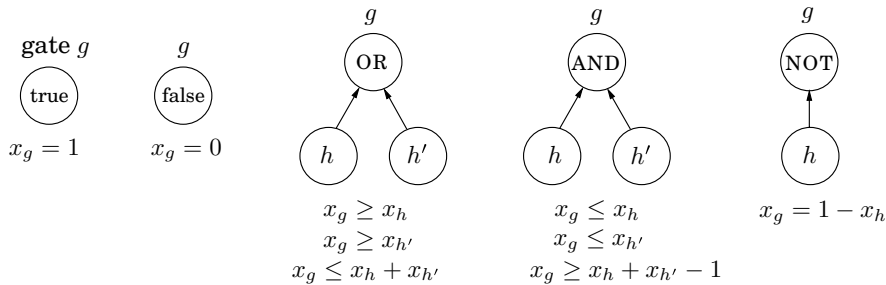 gate g
true
x_g = 1
g
false
x_g = 0
g
OR
h
h′
x_g ≥ x_h
x_g ≥ x_h′
x_g ≤ x_h + x_h′
g
AND
h
h′
x_g ≤ x_h
x_g ≤ x_h′
x_g ≥ x_h + x_h′ − 1
g
NOT
h
x_g = 1 − x_h